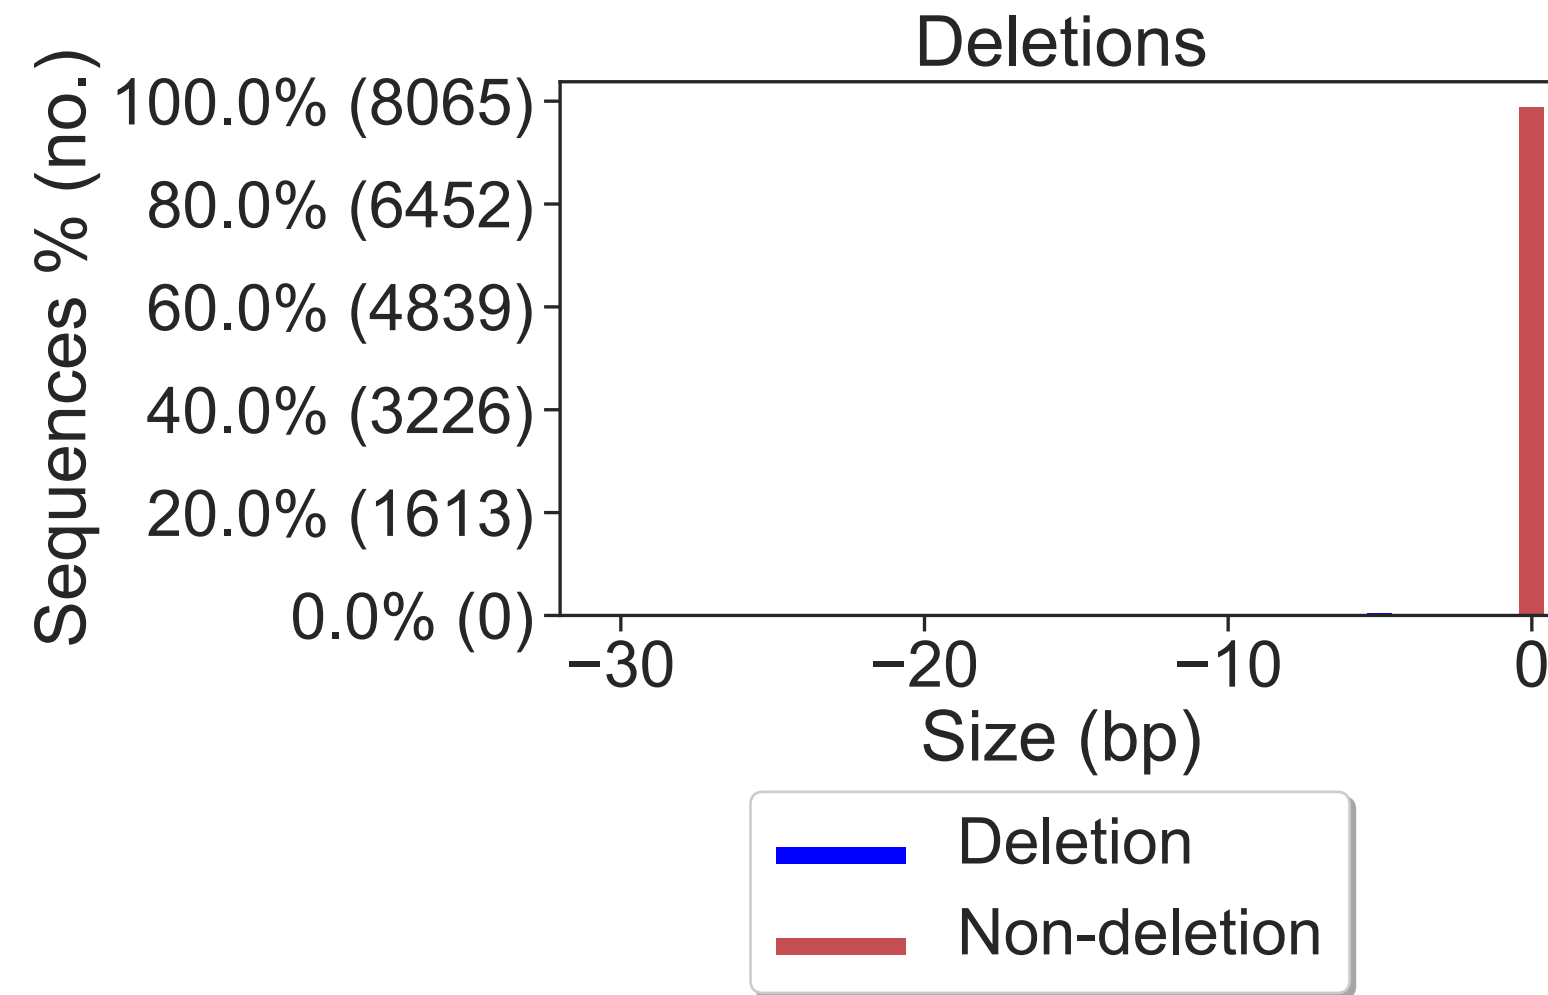 Deletions
Sequences % (no.)
100.0% (8065)
80.0% (6452)
60.0% (4839)
40.0% (3226)
20.0% (1613)
0.0% (0)
−30 −20 −10 0
Size (bp)
Deletion
Non-deletion